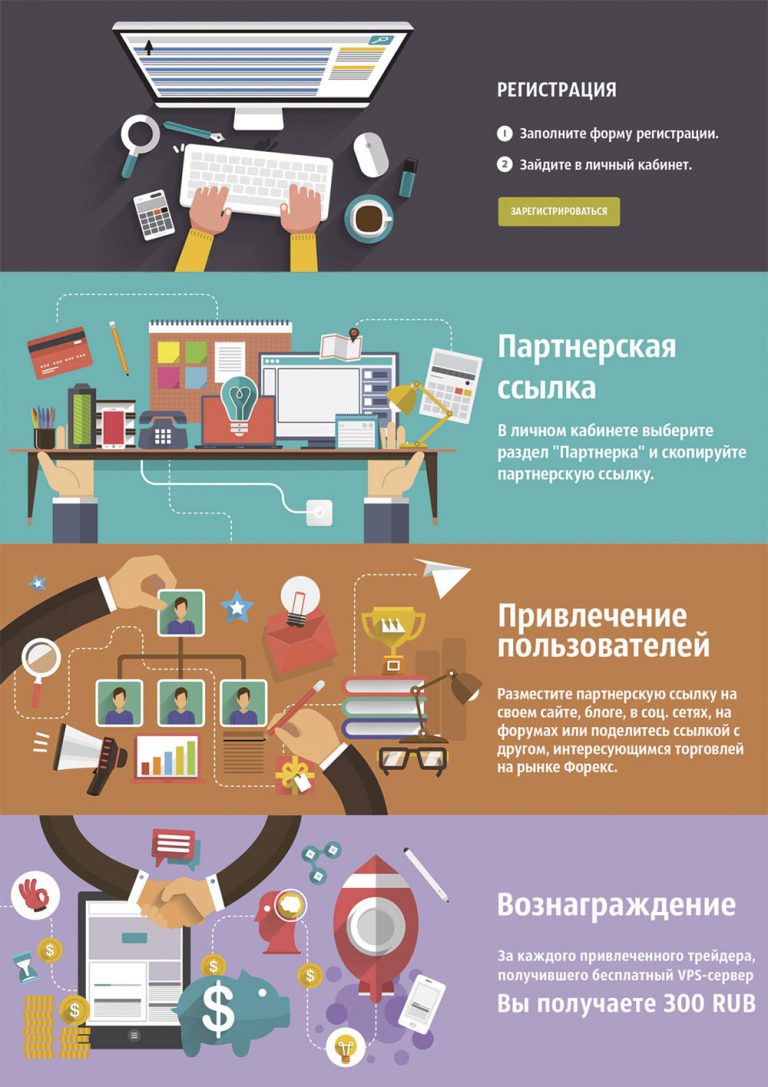 РЕГИСТРАЦИЯ
1 Заполните форму регистрации.
2 Зайдите в личный кабинет.
ЗАРЕГИСТРИРОВАТЬСЯ
Партнерская
ссылка
В личном кабинете выберите
раздел "Партнерка" и скопируйте
партнерскую ссылку.
Привлечение
пользователей
Разместите партнерскую ссылку на
своем сайте, блоге, в соц. сетях, на
форумах или поделитесь ссылкой с
другом, интересующимся торговлей
на рынке Форекс.
Вознаграждение
За каждого привлеченного трейдера,
получившего бесплатный VPS-сервер
Вы получаете 300 RUB
$
$
$
$
$